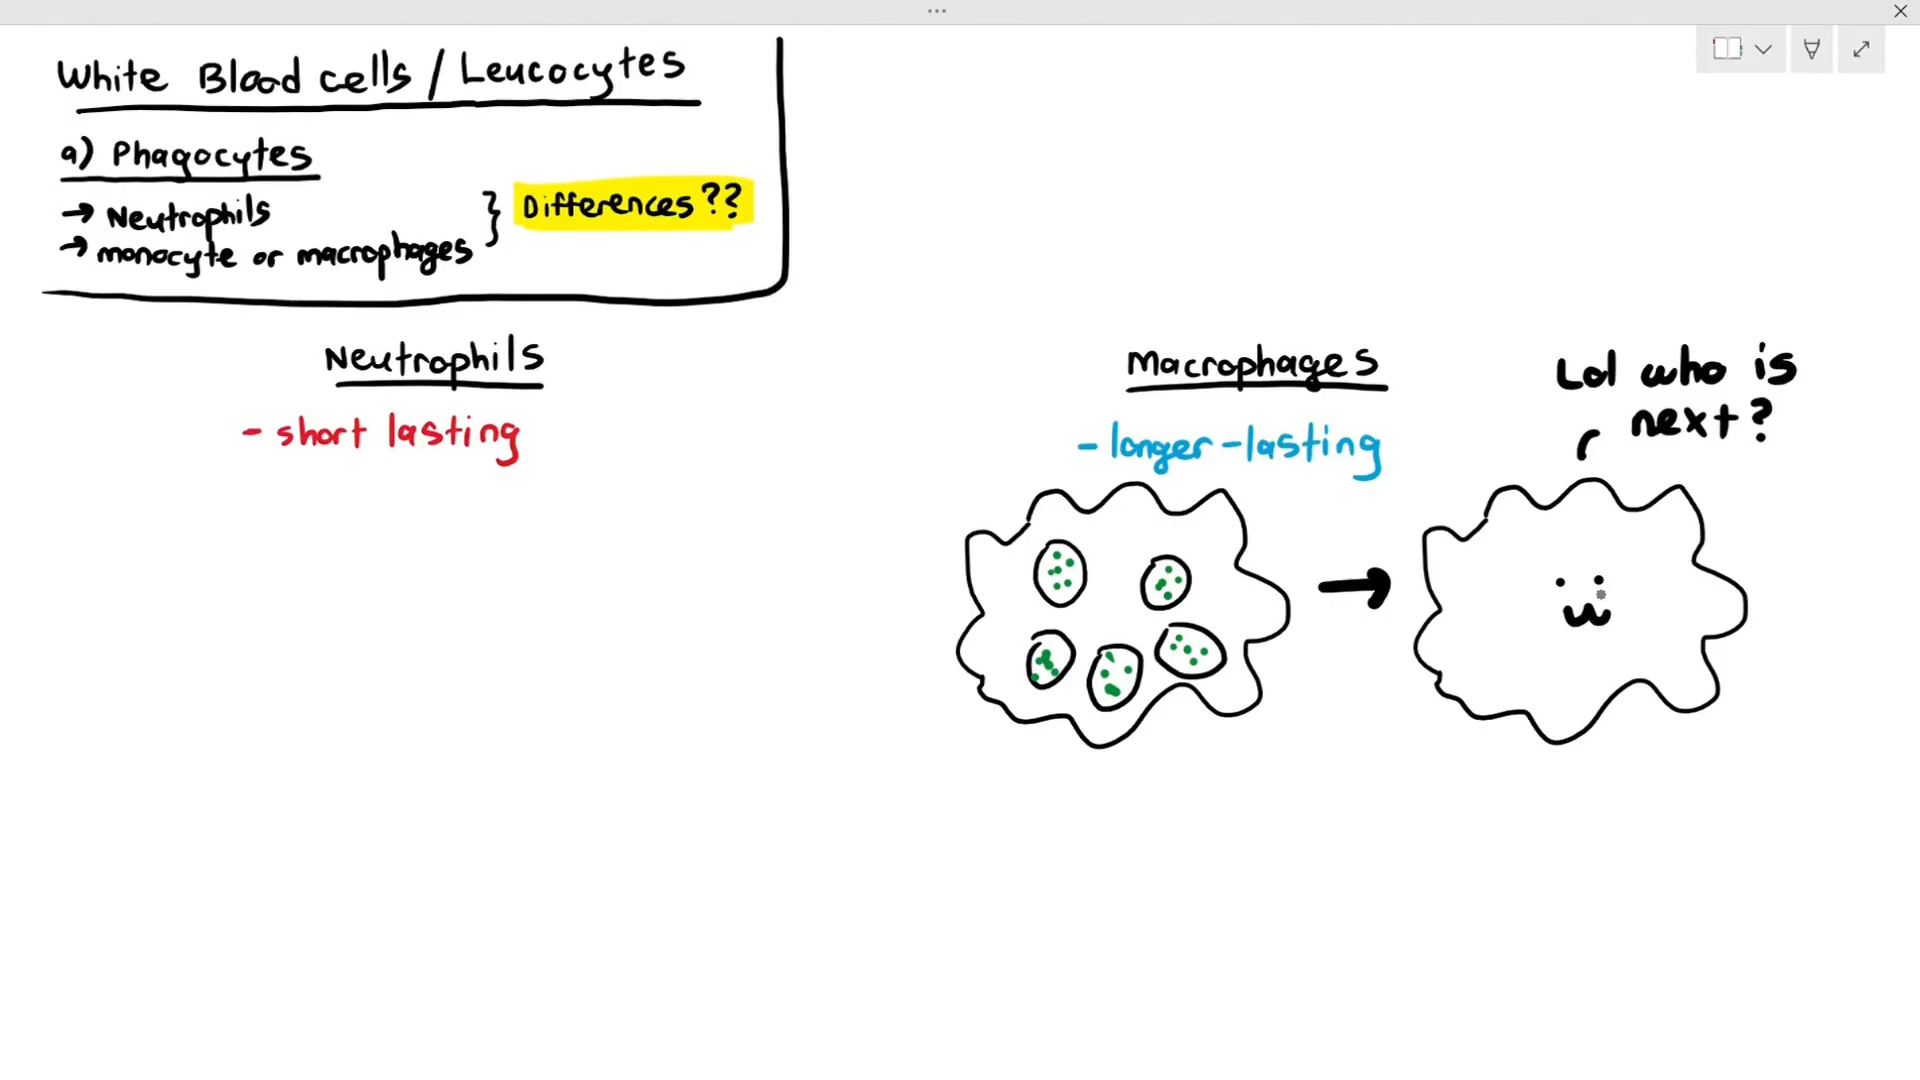 White Blood cells / Leucocytes
a) Phagocytes
→ Neutrophils
→ monocyte or macrophages
} Differences??
Neutrophils
- short lasting
Macrophages
- longer-lasting
Lol who is
next?